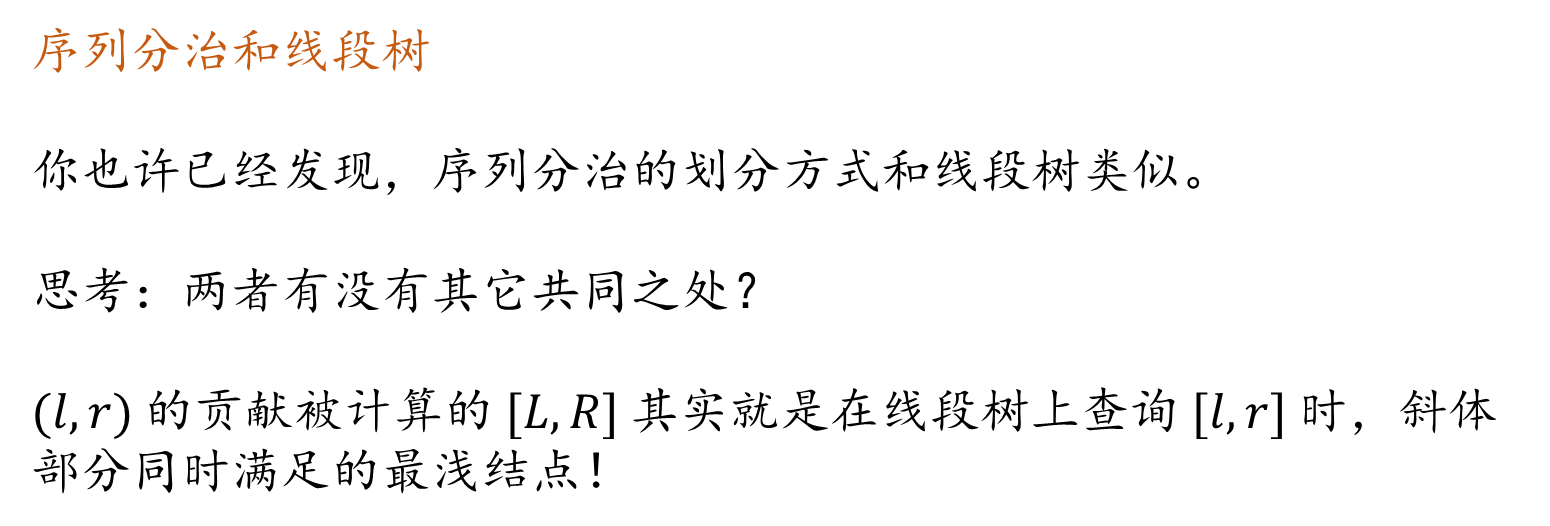 序列分治和线段树
你也许已经发现，序列分治的划分方式和线段树类似。
思考：两者有没有其它共同之处？
(l,r) 的贡献被计算的 [L,R] 其实就是在线段树上查询 [l,r] 时，斜体
部分同时满足的最浅结点！